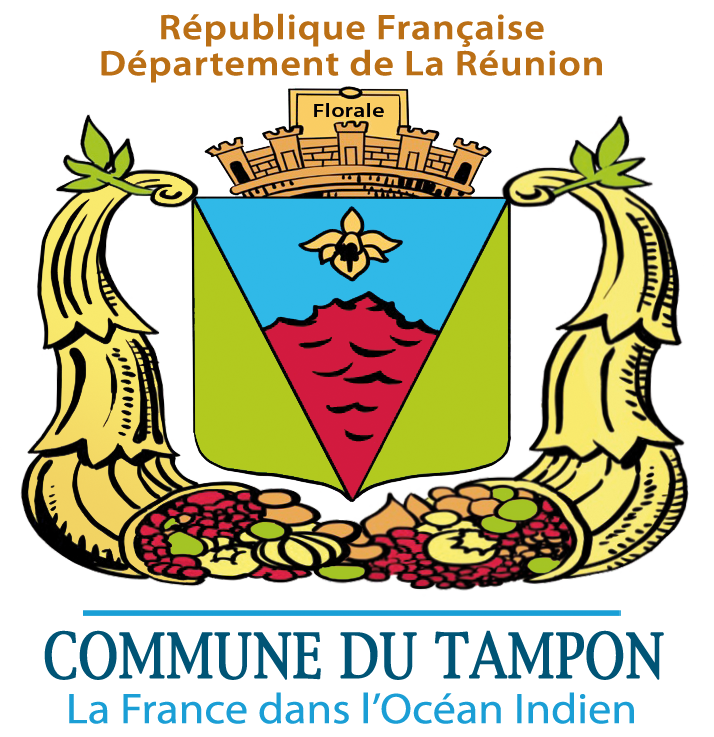 République Française
Département de La Réunion
Florale
COMMUNE DU TAMPON
La France dans l’Océan Indien